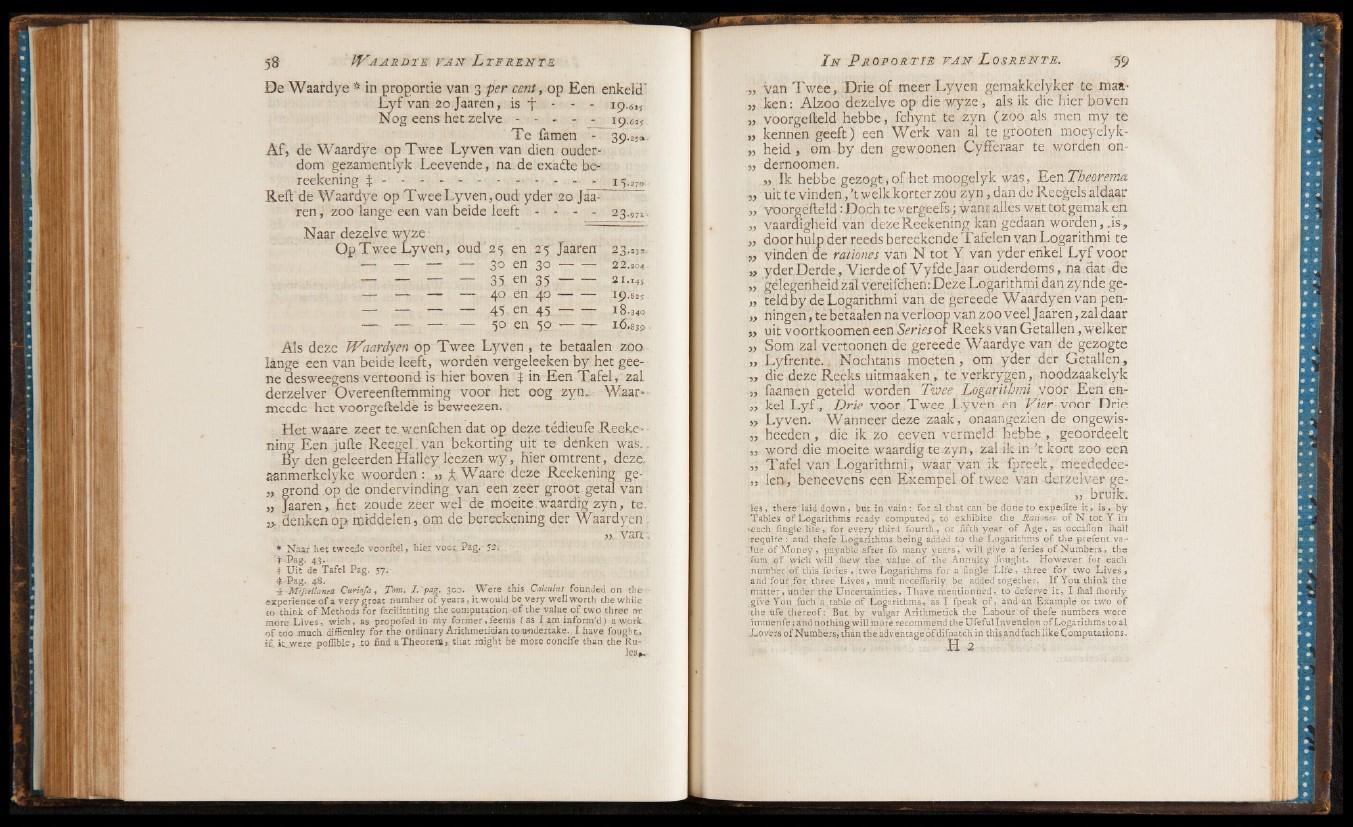 58 WAARDIE VAN LYFRENTE
De Waardye * in proportie van 3 per cent, op Een enkeld
Lyf van 20 Jaaren, is † - - - 19.625
Nog eens het zelve - - - - - 19.625
Te ſamen - 39.250
Af, de Waardye op Twee Lyven van dien ouder-
dom gezamentlyk Leevende, na de exacte be-
reekening ‡ - - - - - - - - - - - - 15.279
Reſt de Waardye op Twee Lyven, oud yder 20 Jaa-
ren, zoo lange een van beide leeft - - - - 23.971
Naar dezelve wyze
Op Twee Lyven, oud 25 en 25 Jaaren
— — — — 30 en 30 — — 22.204
— — — — 35 en 35 — — 21.145
— — — — 40 en 40 — — 19.825
— — — — 45 en 45 — — 18.340
— — — — 50 en 50 — — 16.839
Als deze Waardyen op Twee Lyven, te betaalen zoo
lange een van beide leeft, worden vergeleeken by het gee-
ne desweegens vertoond is hier boven ‡ in Een Tafel, zal
derzelver Overeenſtemming voor het oog zyn. Waar-
meede het voorgeſtelde is beweezen.
Het waare zeer te wenſchen dat op deze tédieuſe Reeke-
ning Een juſte Reegel van bekorting uit te denken was.
By den geleerden Halley leezen wy, hier omtrent, deze
aanmerkelyke woorden: „ ⁂ Waare deze Reekening ge-
„ grond op de ondervinding van een zeer groot getal van
„ Jaaren, het zoude zeer wel de moeite waardig zyn, te
„ denken op middelen, om de bereekening der Waardyen
„ van
* Naar het tweede voorſtel, hier voor Pag. 52.
† Pag. 43.
‡ Uit de Tafel Pag. 57.
‡ Pag. 48.
⁂ Miſcellanea Curioſa, Tom. I. pag. 300. Were this Calculus founded on the
experience of a very great number of years, it would be very well worth the while
to think of Methods for facilitating the computation of the value of two three or
more Lives, wich, as propoſed in my former, ſeems (as I am inform'd) a work
of too much difficulty for the ordinary Arithmetician to undertake. I have ſought,
if it were poſſible, to find a Theorem, that might be more conciſe than the Ru-
les,
IN PROPORTIE VAN LOSRENTE. 59
„ van Twee, Drie of meer Lyven gemakkelyker te maa-
„ ken: Alzoo dezelve op die wyze, als ik die hier boven
„ voorgeſteld hebbe, ſchynt te zyn (zoo als men my te
„ kennen geeft) een Werk van al te grooten moeyelyk-
„ heid, om by den gewoonen Cyfferaar te worden on-
„ dernoomen.
„ Ik hebbe gezogt, of het moogelyk was, Een Theorema
„ uit te vinden, 't welk korter zou zyn, dan de Reegels aldaar
„ voorgeſteld: Doch te vergeefs; want alles wat tot gemak en
„ vaardigheid van deze Reekening kan gedaan worden, is,
„ door hulp der reeds bereekende Tafelen van Logarithmi te
„ vinden de rationes van N tot Y van yder enkel Lyf voor
„ yder Derde, Vierde of Vyfde Jaar ouderdoms, na dat de
„ gelegenheid zal vereiſchen: Deze Logarithmi dan zynde ge-
„ teld by de Logarithmi van de gereede Waardyen van pen-
„ ningen, te betaalen na verloop van zoo veel Jaaren, zal daar
„ uit voortkoomen een Series of Reeks van Getallen, welker
„ Som zal vertoonen de gereede Waardye van de gezogte
„ Lyfrente. Nochtans moeten, om yder der Getallen,
„ die deze Reeks uitmaaken, te verkrygen, noodzaakelyk
„ ſaamen geteld worden Twee Logarithmi voor Een en-
„ kel Lyf, Drie voor Twee Lyven en Vier voor Drie
„ Lyven. Wanneer deze zaak, onaangezien de ongewis-
„ heeden, die ik zo eeven vermeld hebbe, geoordeelt
„ word die moeite waardig te zyn, zal ik in 't kort zoo een
„ Tafel van Logarithmi, waar van ik ſpreek, meededee-
„ len, beneevens een Exempel of twee van derzelver ge-
„ bruik.
les, there laid down, but in vain: for al that can be done to expedite it, is, by
Tables of Logarithms ready computed, to exhibite the Rationes of N tot Y in
each ſingle life, for every third fourth, or fifth year of Age, as occaſion ſhall
require: and theſe Logarithms being added to the Logarithms of the preſent va-
lue of Money, payable after ſo many years, will give a ſeries of Numbers, the
ſum of wich will ſhew the value of the Annuity ſought. However for each
number of this ſeries, two Logarithms for a ſingle Life, three for two Lives,
and four for three Lives, muſt neceſſarily be added together. If You think the
matter, under the Uncertainties, I have mentionned, to deſerve it, I ſhal ſhortly
give You ſuch a table of Logarithms, as I ſpeak of, and an Example or two of
the uſe thereof: But by vulgar Arithmetick the Labour of theſe numbers were
immenſe: and nothing will more recommend the Uſeful Invention of Logarithms to al
Lovers of Numbers, than the adventage of diſpatch in this and ſuch like Computations.
H 2